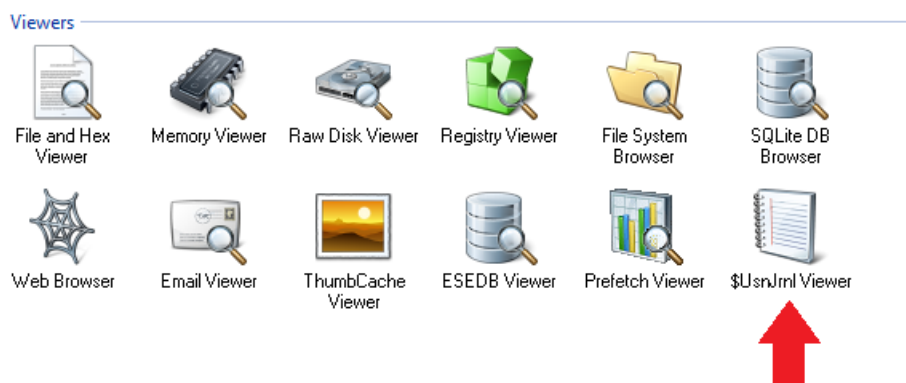 Viewers
File and Hex
Viewer
Memory Viewer
Raw Disk Viewer
Registry Viewer
File System
Browser
SQLite DB
Browser
Web Browser
Email Viewer
ThumbCache
Viewer
ESEDB Viewer
Prefetch Viewer
$UsnJrnl Viewer